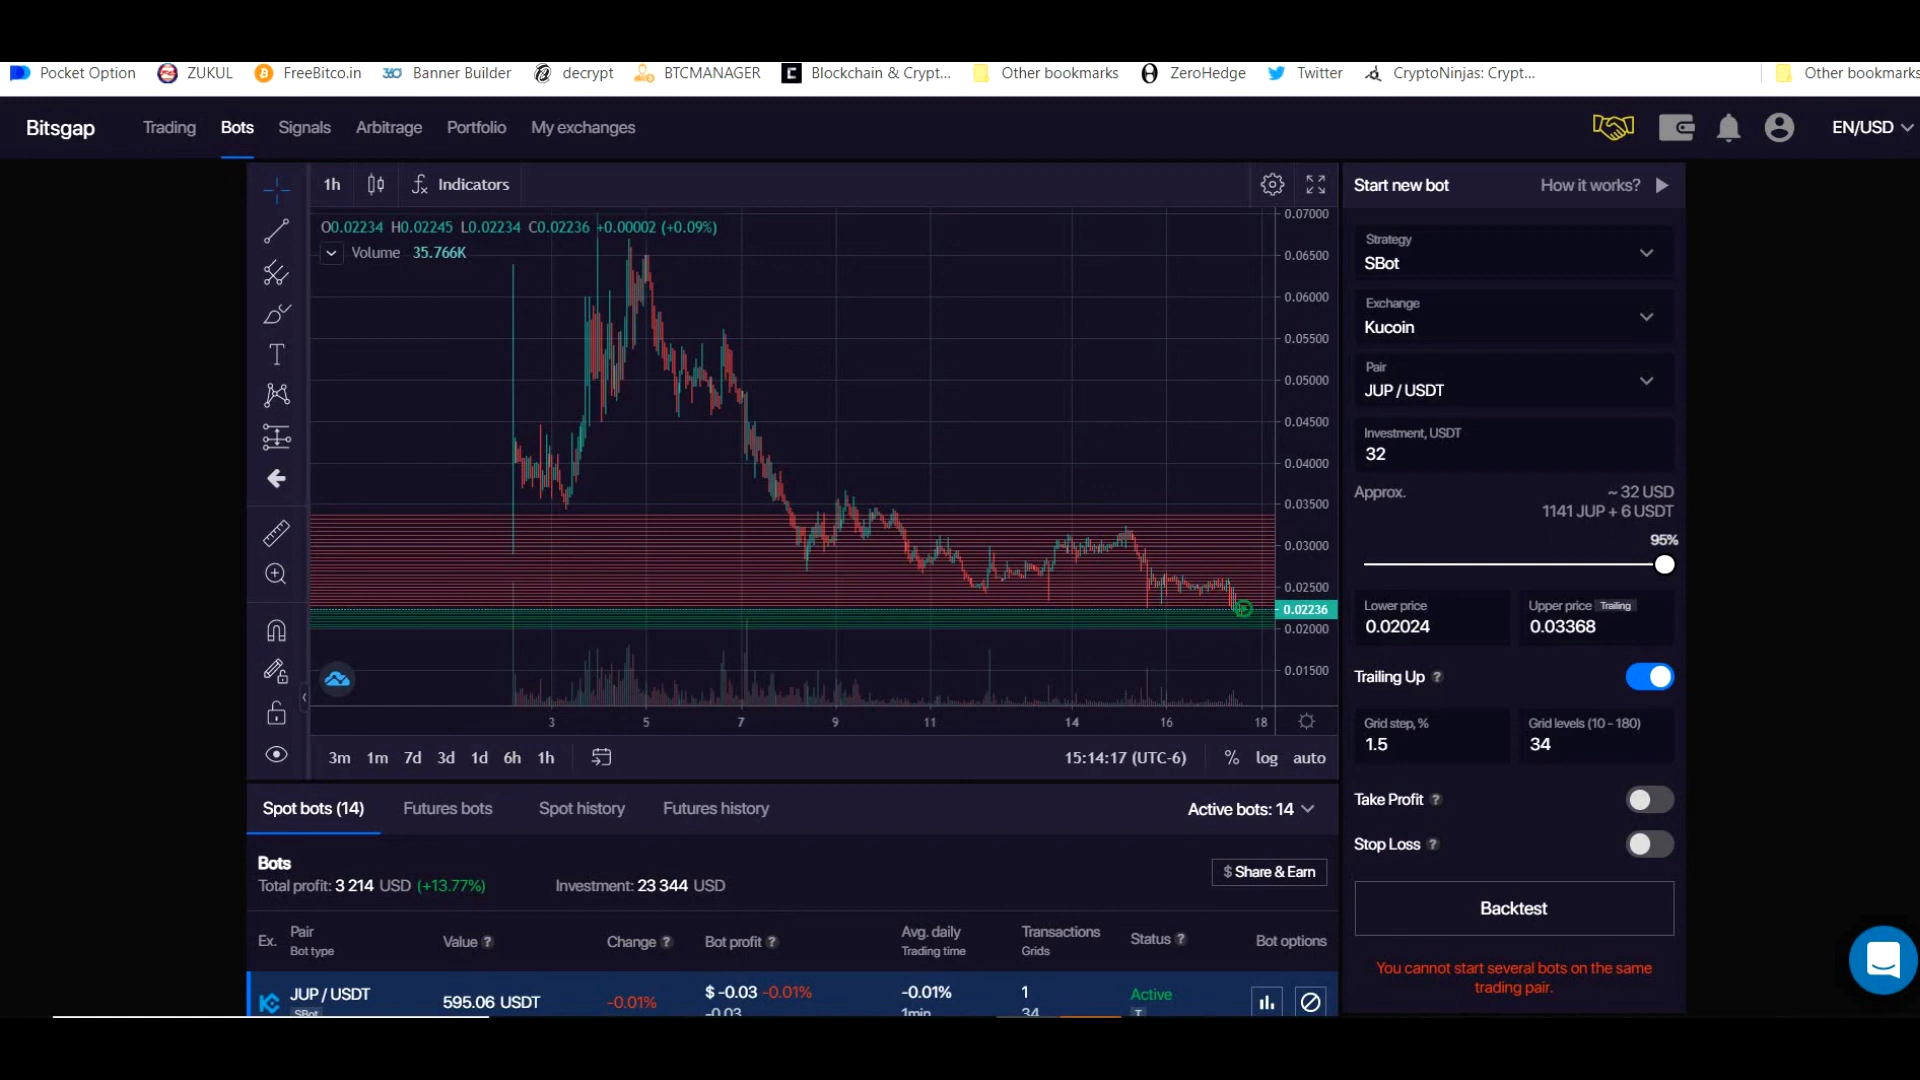 Pocket Option ZUKUL FreeBitco.in Banner Builder decrypt BTCMANAGER Blockchain & Crypt... Other bookmarks ZeroHedge Twitter CryptoNinjas: Crypt... Other bookmarks
Bitsgap Trading Bots Signals Arbitrage Portfolio My exchanges EN/USD
1h Indicators
O0.02234 H0.02245 L0.02234 C0.02236 +0.00002 (+0.09%)
Volume 35.766K
0.07000
0.06500
0.06000
0.05500
0.05000
0.04500
0.04000
0.03500
0.03000
0.02500
0.02236
0.02000
0.01500
3 5 7 9 11 14 16 18
3m 1m 7d 3d 1d 6h 1h 15:14:17 (UTC-6) % log auto
Start new bot How it works?
Strategy
SBot
Exchange
Kucoin
Pair
JUP / USDT
Investment, USDT
32
Approx. ~ 32 USD
1141 JUP + 6 USDT
95%
Lower price Upper price Trailing
0.02024 0.03368
Trailing Up ?
Grid step, % Grid levels (10 - 180)
1.5 34
Take Profit ?
Stop Loss ?
Backtest
You cannot start several bots on the same
trading pair.
Spot bots (14) Futures bots Spot history Futures history Active bots: 14
Bots
Total profit: 3 214 USD (+13.77%) Investment: 23 344 USD $ Share & Earn
Ex. Pair Value ? Change ? Bot profit ? Avg. daily Transactions Status ? Bot options
Bot type Trading time Grids
JUP / USDT 595.06 USDT -0.01% $ -0.03 -0.01% -0.01% 1 Active
SBot -0.03 1min 34 T